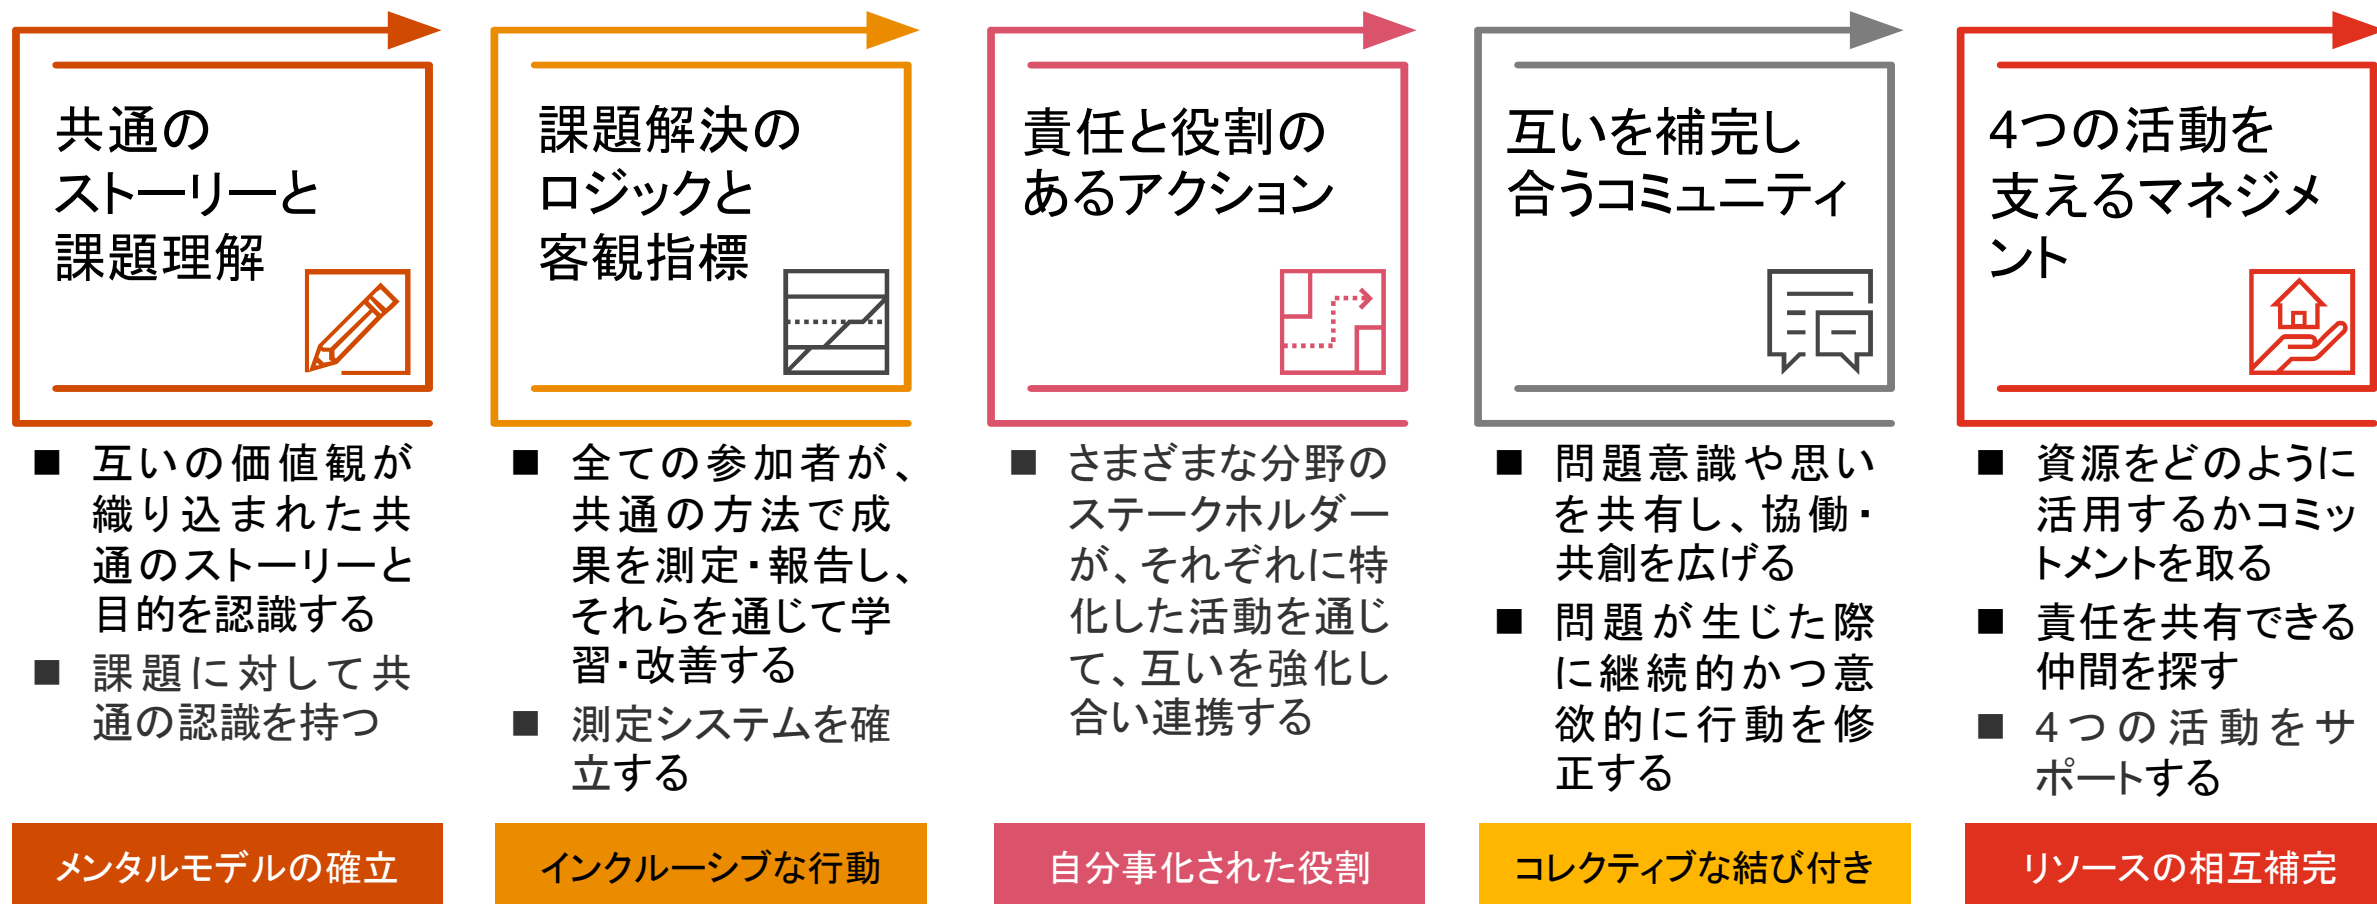 共通の
ストーリーと
課題理解
互いの価値観が
織り込まれた共
通のストーリーと
目的を認識する
課題に対して共
通の認識を持つ
メンタルモデルの確立
課題解決の
ロジックと
客観指標
全ての参加者が、
共通の方法で成
果を測定・報告し、
それらを通じて学
習・改善する
測定システムを確
立する
インクルーシブな行動
責任と役割の
あるアクション
さまざまな分野の
ステークホルダー
が、それぞれに特
化した活動を通じ
て、互いを強化し
合い連携する
自分事化された役割
互いを補完し
合うコミュニティ
問題意識や思い
を共有し、協働・
共創を広げる
問題が生じた際
に継続的かつ意
欲的に行動を修
正する
コレクティブな結び付き
4つの活動を
支えるマネジメ
ント
資源をどのように
活用するかコミッ
トメントを取る
責任を共有できる
仲間を探す
4つの活動をサ
ポートする
リソースの相互補完